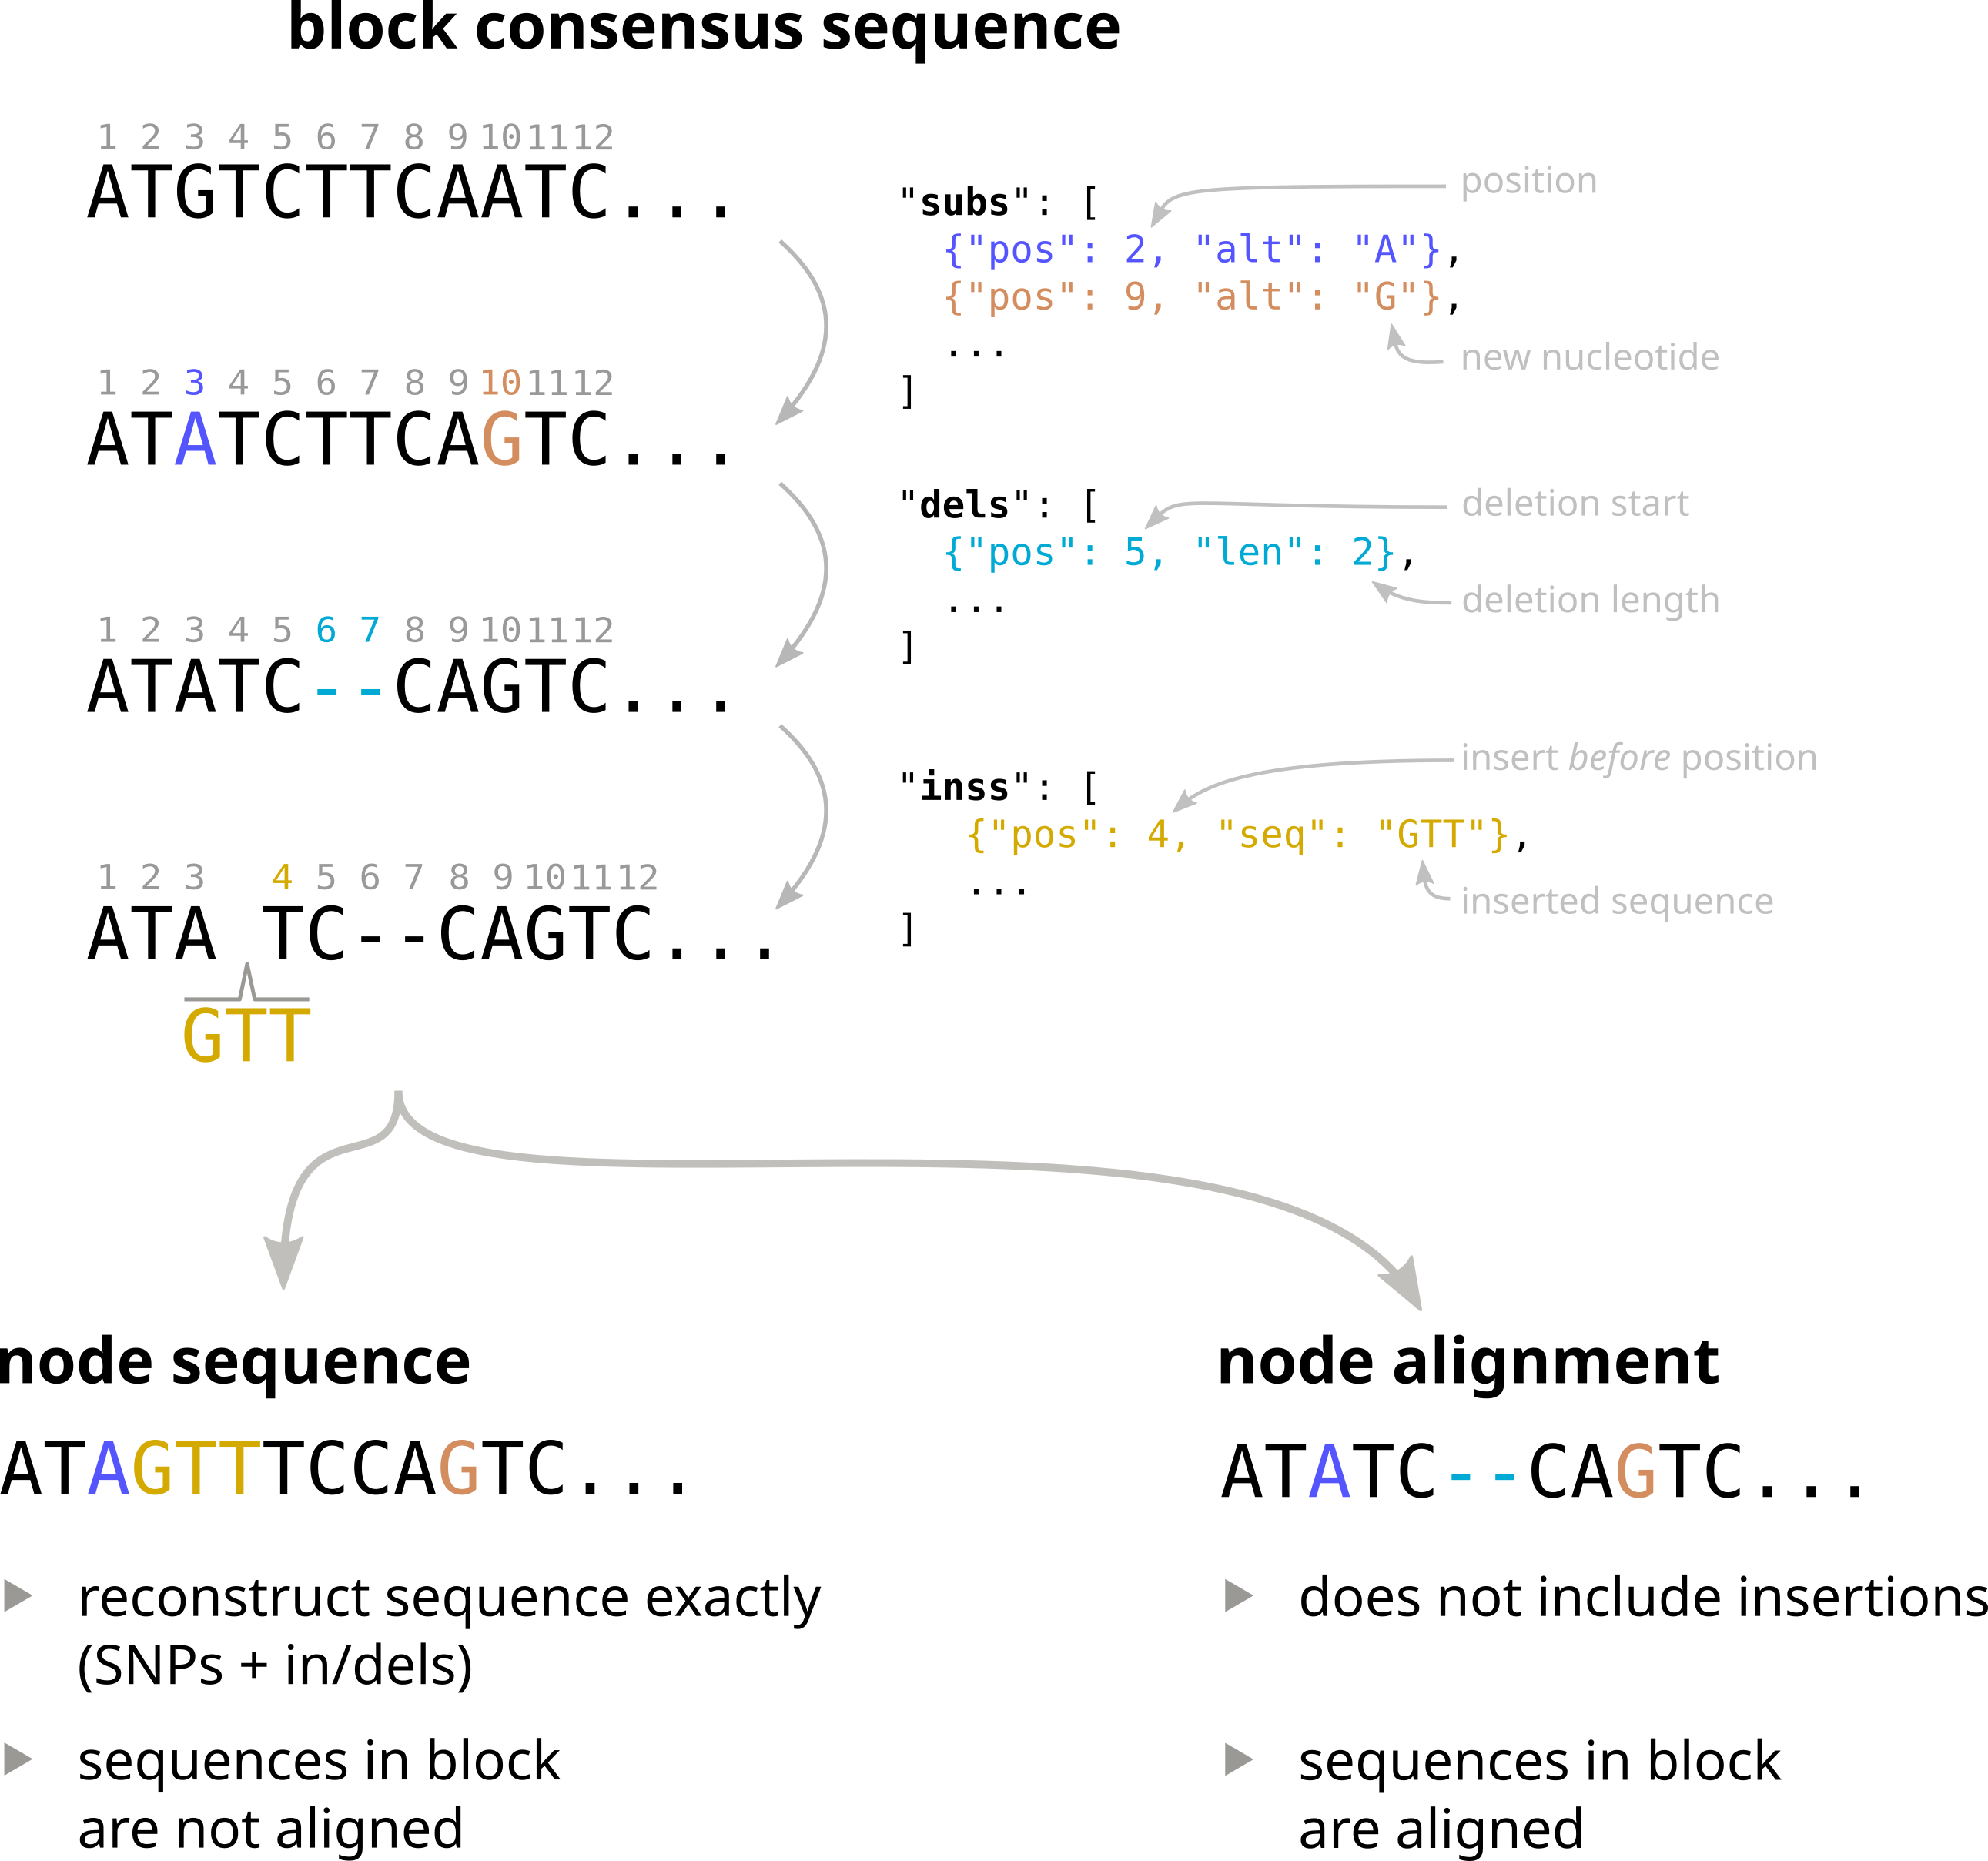 block consensus sequence
1 2 3 4 5 6 7 8 9 10 11 12
ATGTCTTCAATC...
"subs": [
position
{"pos": 2, "alt": "A"},
{"pos": 9, "alt": "G"},
...
new nucleotide
]
1 2 3 4 5 6 7 8 9 10 11 12
ATATCTTCAGTC...
"dels": [
deletion start
{"pos": 5, "len": 2},
deletion length
...
]
1 2 3 4 5 6 7 8 9 10 11 12
ATATC--CAGTC...
"inss": [
insert before position
{"pos": 4, "seq": "GTT"},
...
inserted sequence
]
1 2 3 4 5 6 7 8 9 10 11 12
ATA TC--CAGTC...
GTT
node sequence
ATAGTTTCCAGTC...
reconstruct sequence exactly
(SNPs + in/dels)
sequences in block
are not aligned
node alignment
ATATC--CAGTC...
does not include insertions
sequences in block
are aligned